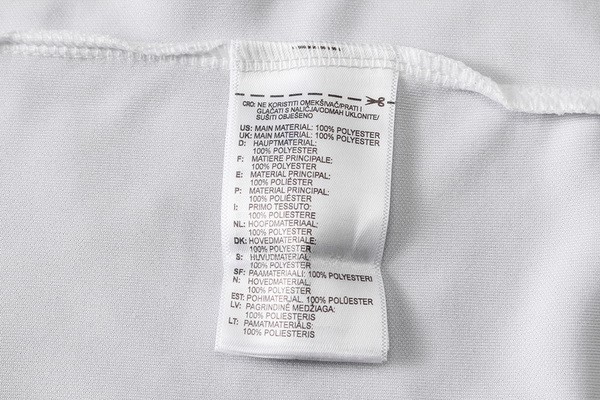 CRO: NE KORISTITI OMEKŠIVAČ/PRATI I
GLAČATI S NALIČJA/ODMAH UKLONITE/
SUŠITI OBJEŠENO
US: MAIN MATERIAL: 100% POLYESTER
UK: MAIN MATERIAL: 100% POLYESTER
D: HAUPTMATERIAL:
100% POLYESTER
F: MATIERE PRINCIPALE:
100% POLYESTER
E: MATERIAL PRINCIPAL:
100% POLIÉSTER
P: MATERIAL PRINCIPAL:
100% POLIÉSTER
I: PRIMO TESSUTO:
100% POLIESTERE
NL: HOOFDMATERIAAL:
100% POLYESTER
DK: HOVEDMATERIALE:
100% POLYESTER
S: HUVUDMATERIAL:
100% POLYESTER
SF: PÄÄMATERIAALI: 100% POLYESTERI
N: HOVEDMATERIAL:
100% POLYESTER
EST: POHIMATERJAL, 100% POLÜESTER
LV: PAGRINDINĖ MEDŽIAGA:
100% POLIESTERIS
LT: PAMATMATERIĀLS:
100% POLIESTERIS